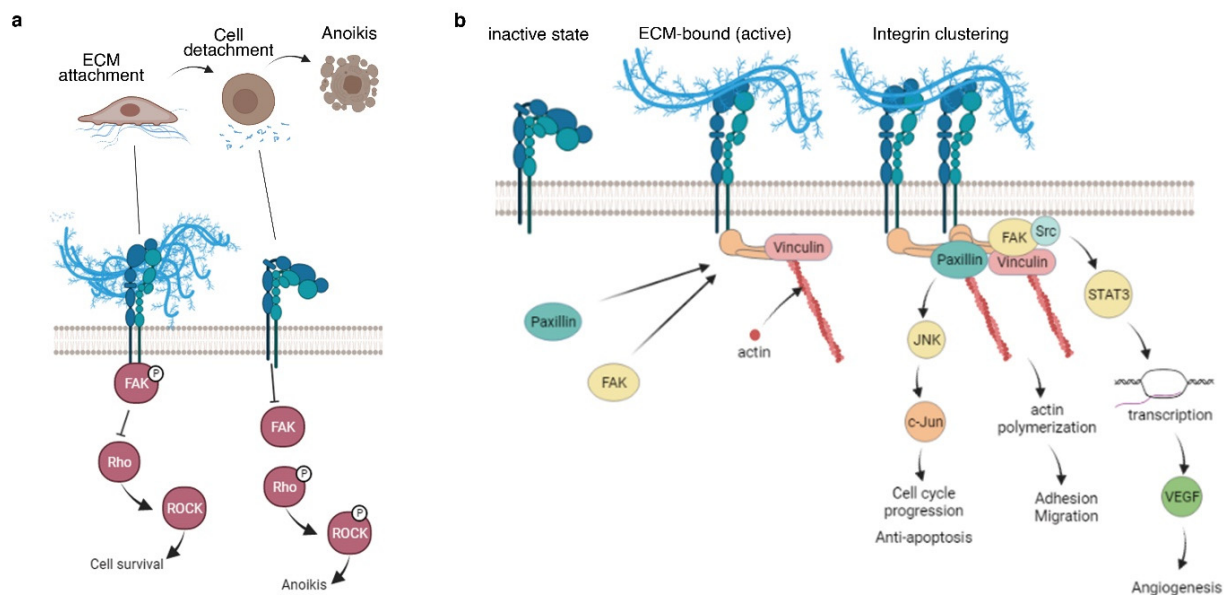 a
ECM
attachment
Cell
detachment
Anoikis
FAK
P
Rho
ROCK
Cell survival
FAK
Rho
P
P
ROCK
Anoikis
b
inactive state
ECM-bound (active)
Integrin clustering
Vinculin
Paxillin
FAK
actin
FAK
Src
Paxillin
Vinculin
STAT3
JNK
c-Jun
Cell cycle
progression
Anti-apoptosis
actin
polymerization
Adhesion
Migration
transcription
VEGF
Angiogenesis